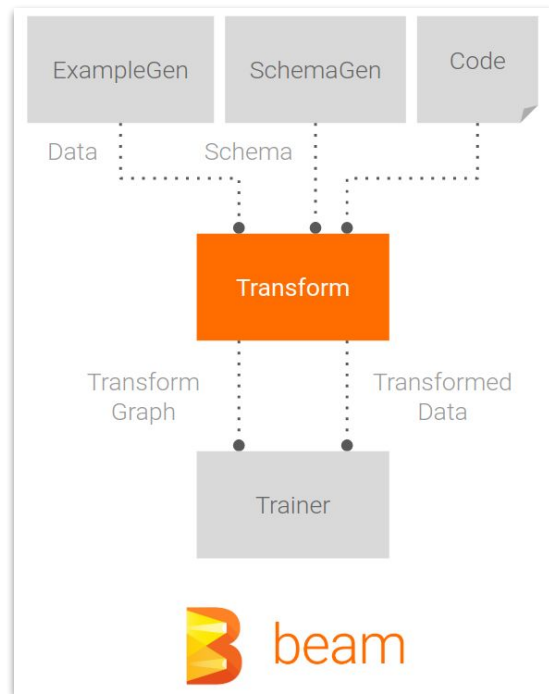 ExampleGen
SchemaGen
Code
Data
Schema
Transform
Transform
Graph
Transformed
Data
Trainer
beam